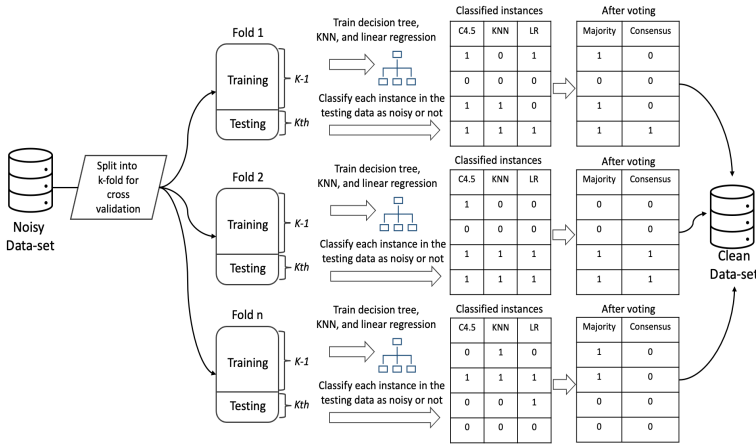 Noisy
Data-set
Split into
k-fold for
cross
validation
Fold 1
Training
K-1
Testing
Kth
Train decision tree,
KNN, and linear regression
Classify each instance in the
testing data as noisy or not
Classified instances
C4.5 KNN LR
1 0 1
0 0 0
1 1 0
1 1 1
After voting
Majority Consensus
1 0
0 0
1 0
1 1
Fold 2
Training
K-1
Testing
Kth
Train decision tree,
KNN, and linear regression
Classify each instance in the
testing data as noisy or not
Classified instances
C4.5 KNN LR
1 0 0
0 0 0
1 1 1
1 1 1
After voting
Majority Consensus
0 0
0 0
1 1
1 1
Fold n
Training
K-1
Testing
Kth
Train decision tree,
KNN, and linear regression
Classify each instance in the
testing data as noisy or not
Classified instances
C4.5 KNN LR
0 1 0
1 1 1
0 0 1
0 0 0
After voting
Majority Consensus
1 0
1 0
0 0
0 0
Clean
Data-set